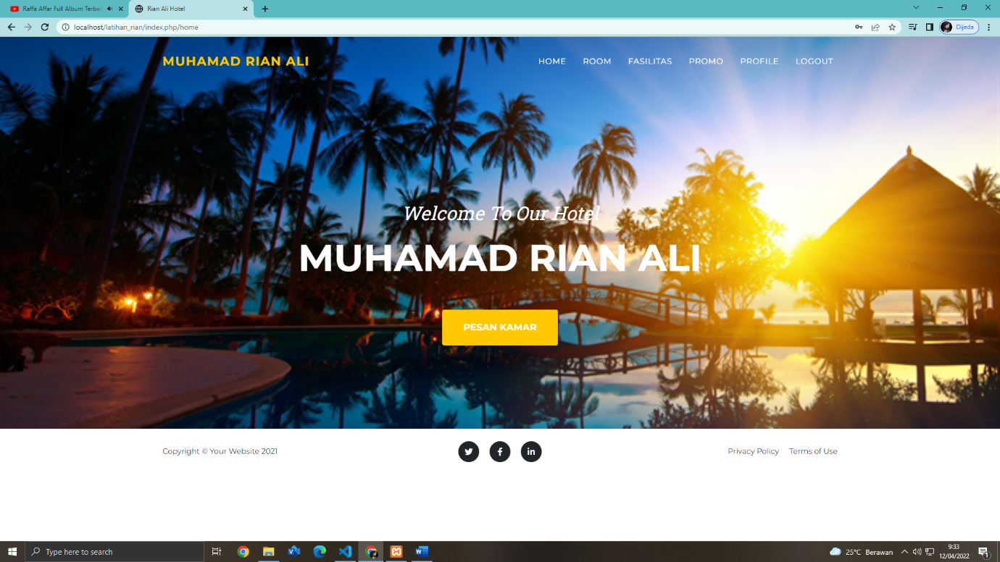 Raffa Affar Full Album Terbai
Rian Ali Hotel
localhost/latihan_rian/index.php/home
Dijeda
MUHAMAD RIAN ALI
HOME
ROOM
FASILITAS
PROMO
PROFILE
LOGOUT
Welcome To Our Hotel
MUHAMAD RIAN ALI
PESAN KAMAR
Copyright © Your Website 2021
Privacy Policy
Terms of Use
Type here to search
25°C Berawan
9:33
12/04/2022
1